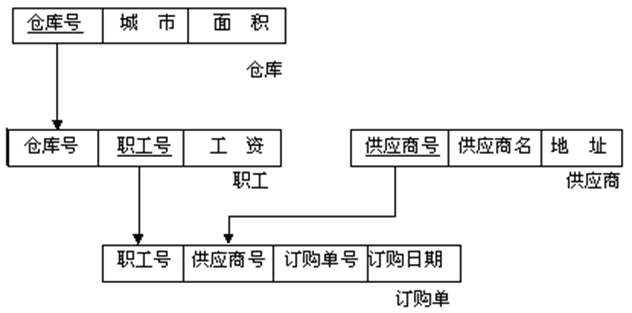 仓库号 城 市 面 积
仓库
仓库号 职工号 工 资
职工
供应商号 供应商名 地 址
供应商
职工号 供应商号 订购单号 订购日期
订购单